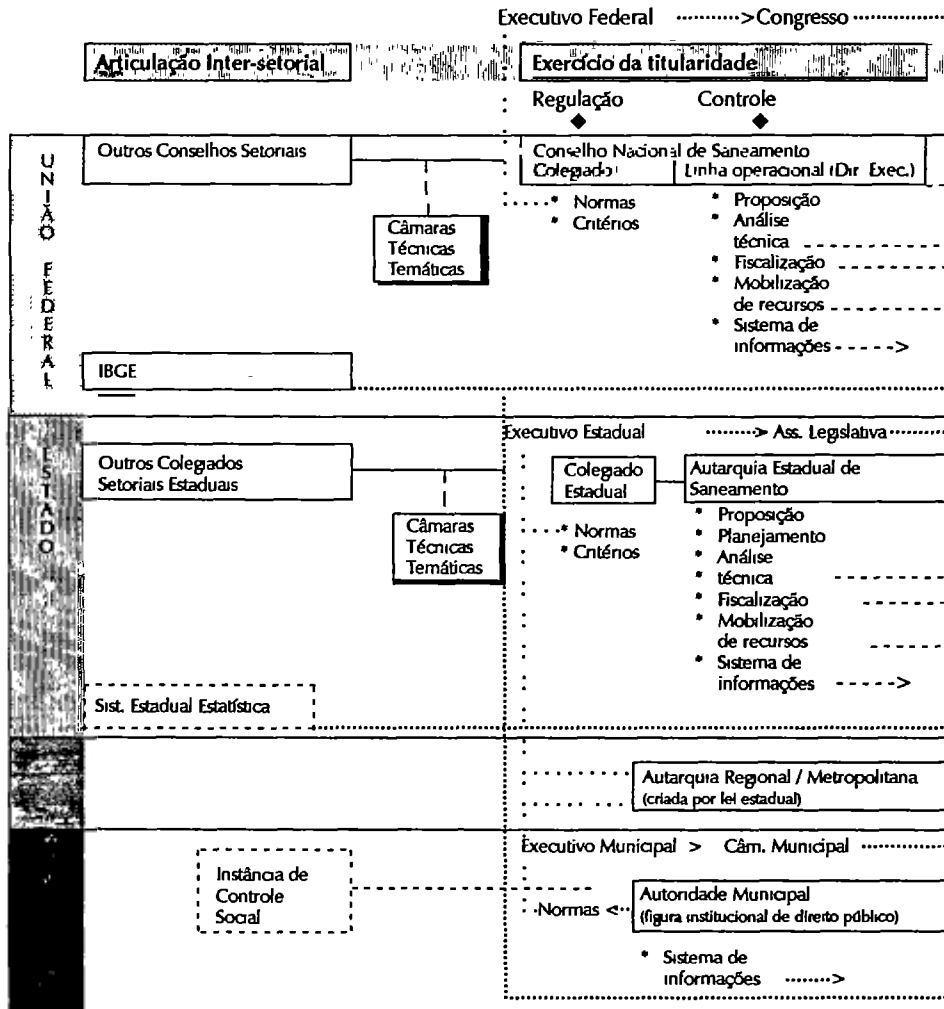 Executivo Federal ········>Congresso
Articulação Inter-setorial
Exercício da titularidade
Regulação
Controle
UNIÃO FEDERAL
Outros Conselhos Setoriais
Conselho Nacional de Saneamento
Colegiado
Linha operacional (Dir. Exec.)
Câmaras
Técnicas
Temáticas
* Normas
* Critérios
* Proposição
* Análise
técnica
* Fiscalização
* Mobilização
de recursos
* Sistema de
informações ----->
IBGE
ESTADO
Executivo Estadual ·······> Ass. Legislativa
Outros Colegiados
Setoriais Estaduais
Colegiado
Estadual
Autarquia Estadual de
Saneamento
Câmaras
Técnicas
Temáticas
* Normas
* Critérios
* Proposição
* Planejamento
* Análise
* técnica
* Fiscalização
* Mobilização
de recursos
* Sistema de
informações ----->
Sist. Estadual Estatística
Autarquia Regional / Metropolitana
(criada por lei estadual)
Executivo Municipal > Câm. Municipal
Instância de
Controle
Social
Autoridade Municipal
Normas <··
(figura institucional de direito público)
* Sistema de
informações ·······>